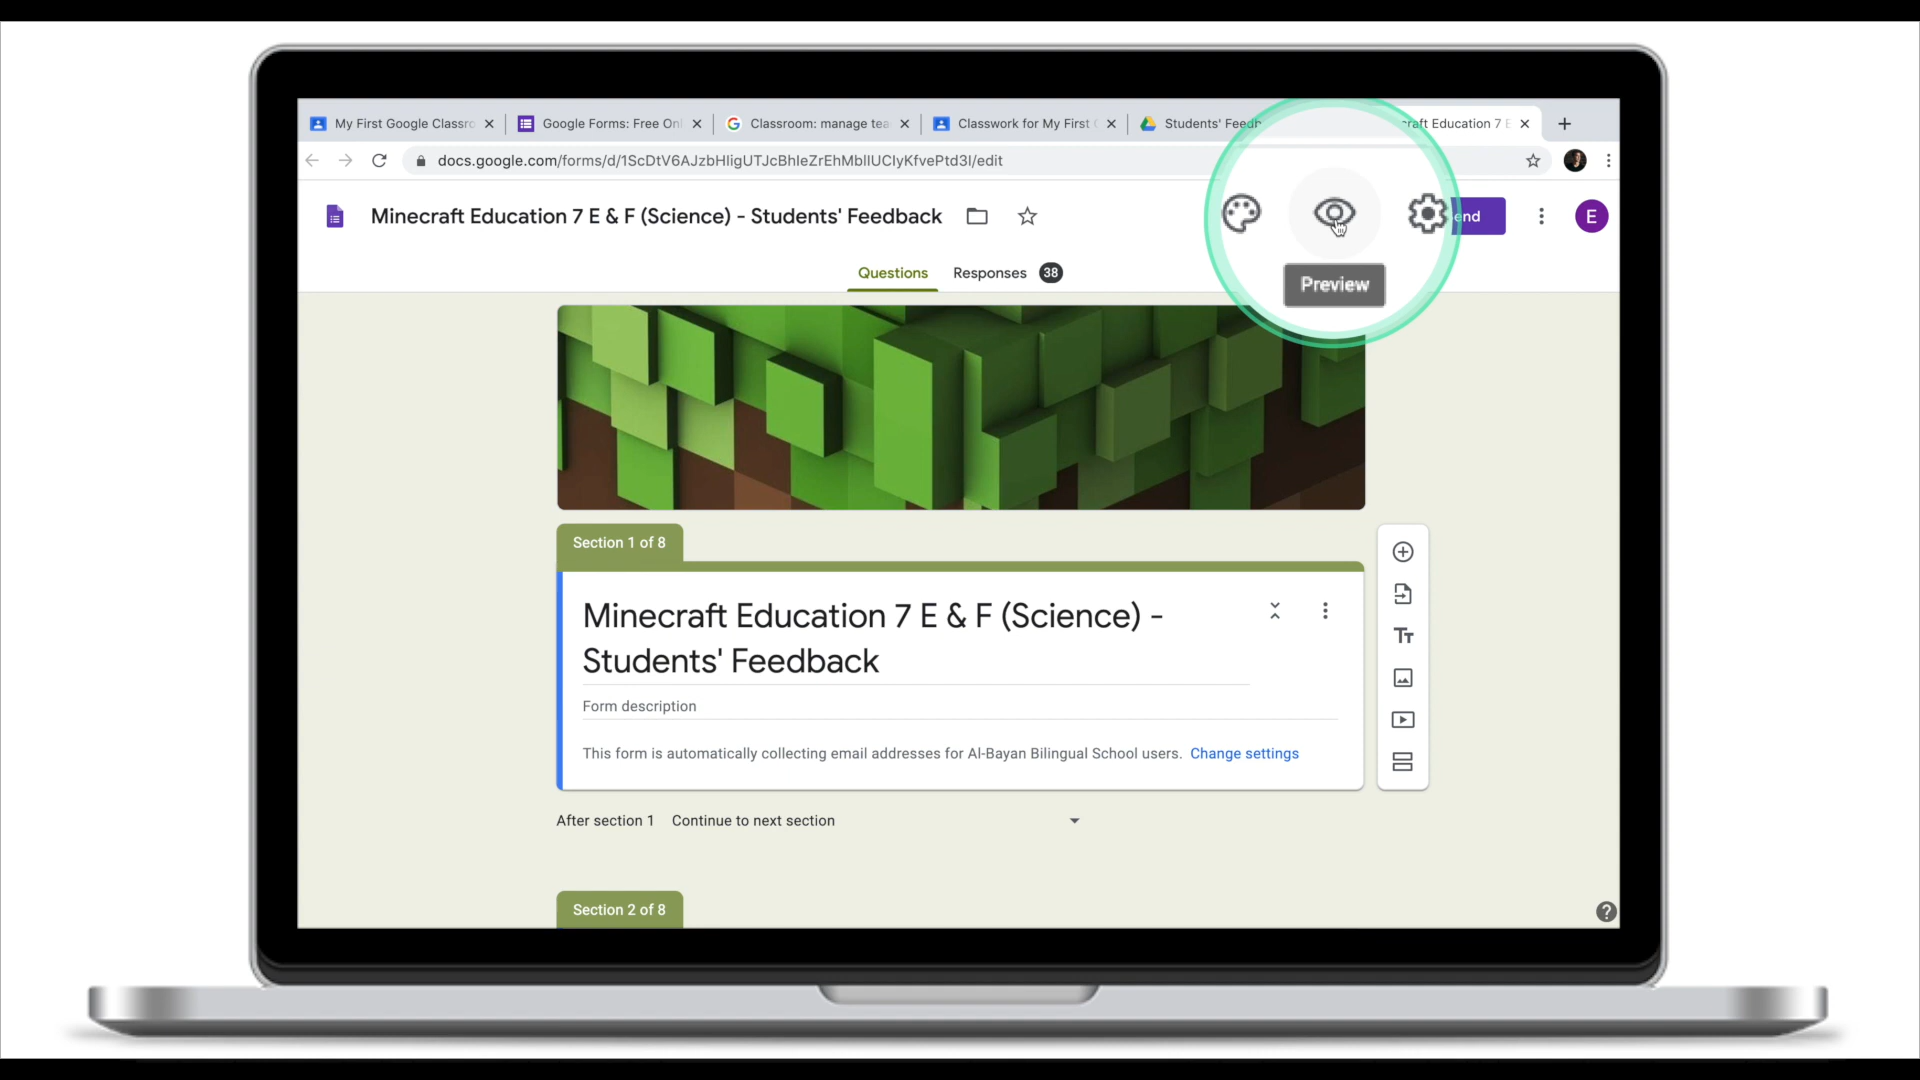 My First Google Classro
Google Forms: Free Onl
Classroom: manage tea
Classwork for My First
Students' Feedb
craft Education 7 E
docs.google.com/forms/d/1ScDtV6AJzbHIigUTJcBhIeZrEhMbIIUCIyKfvePtd3I/edit
Minecraft Education 7 E & F (Science) - Students' Feedback
end
E
Preview
Questions
Responses 38
Section 1 of 8
Minecraft Education 7 E & F (Science) -
Students' Feedback
Form description
This form is automatically collecting email addresses for Al-Bayan Bilingual School users. Change settings
After section 1 Continue to next section
Section 2 of 8